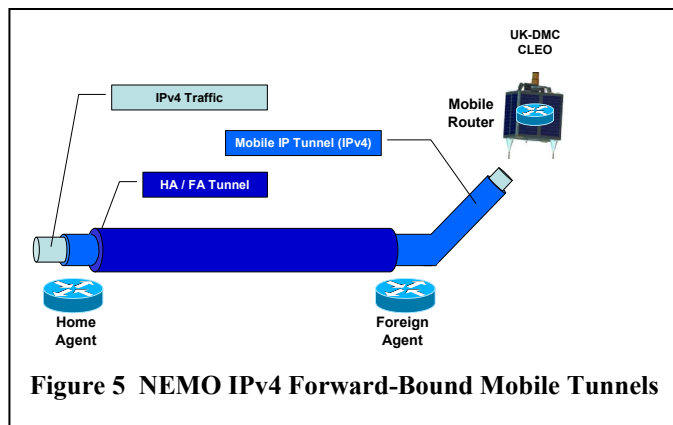 UK-DMC
CLEO
IPv4 Traffic
Mobile
Router
Mobile IP Tunnel (IPv4)
HA / FA Tunnel
Home
Agent
Foreign
Agent
Figure 5 NEMO IPv4 Forward-Bound Mobile Tunnels